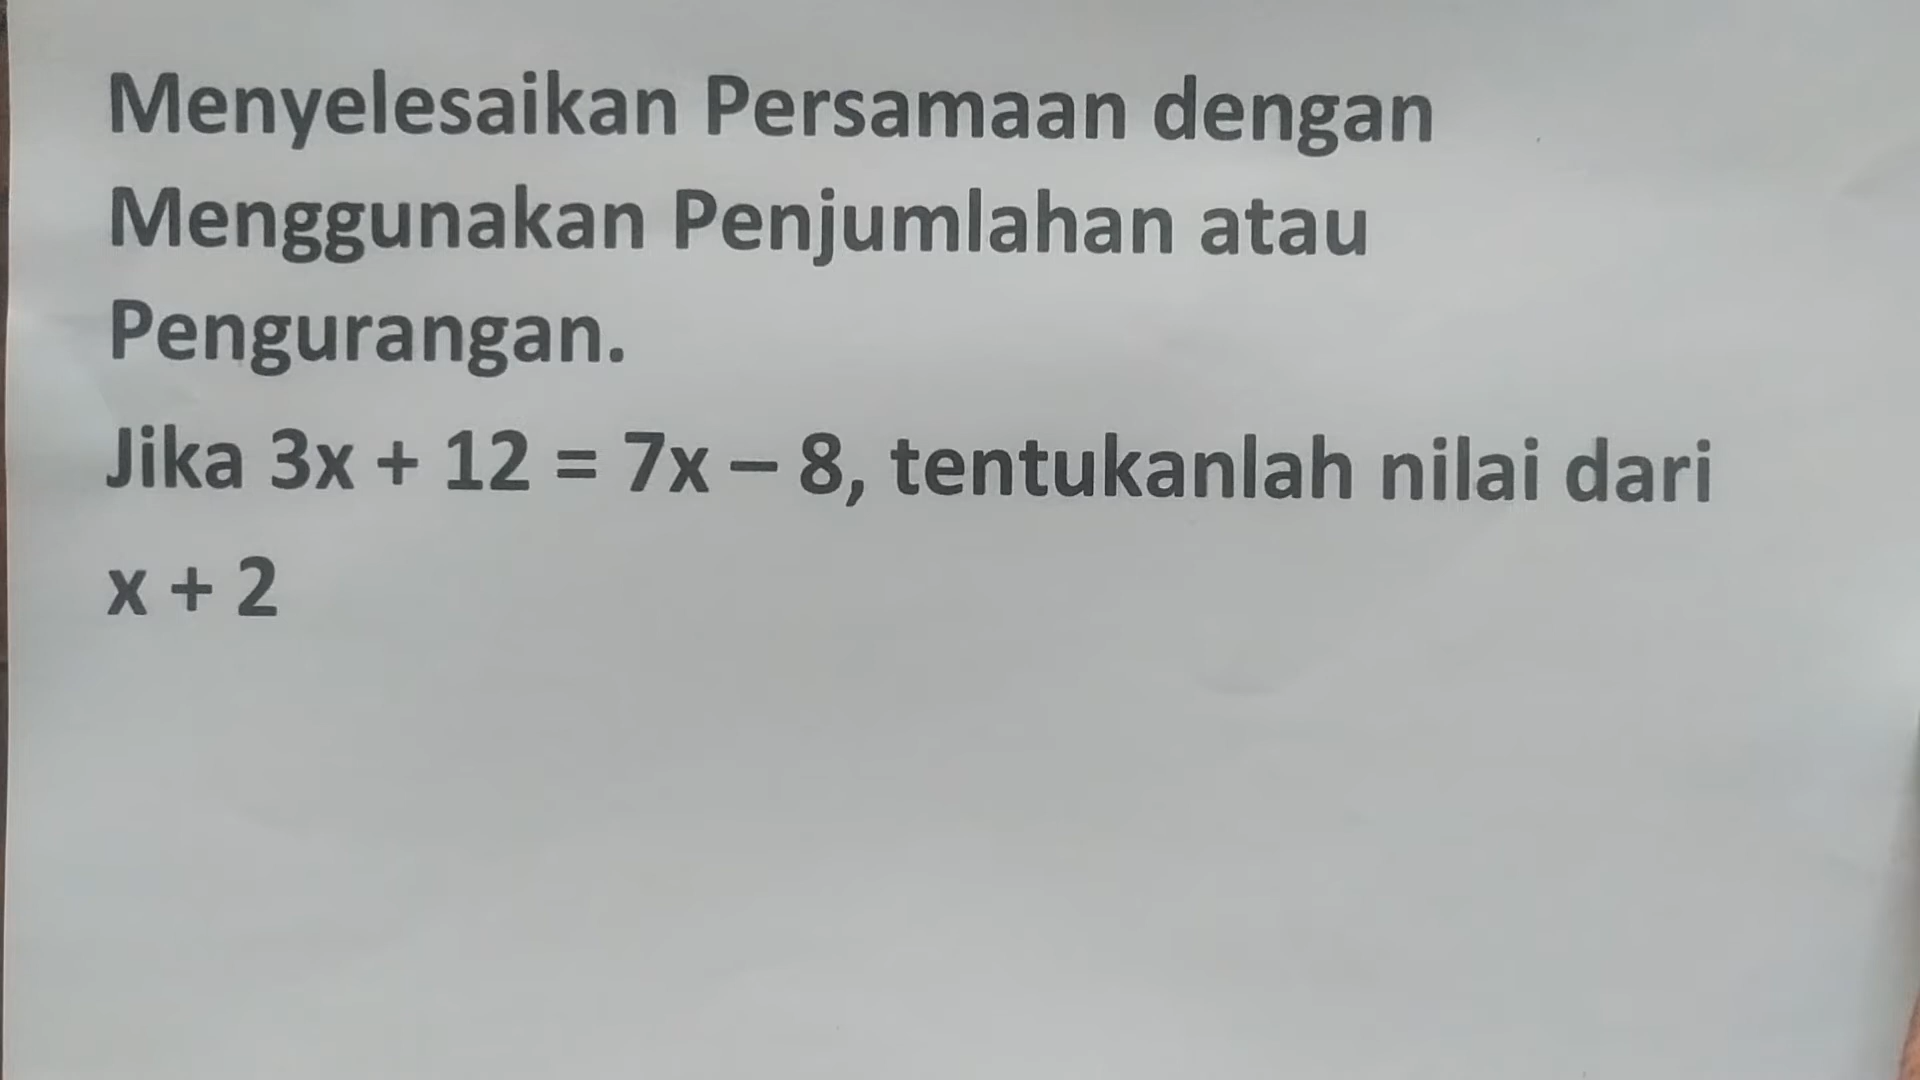 Menyelesaikan Persamaan dengan
Menggunakan Penjumlahan atau
Pengurangan.
Jika 3x + 12 = 7x – 8, tentukanlah nilai dari
x + 2